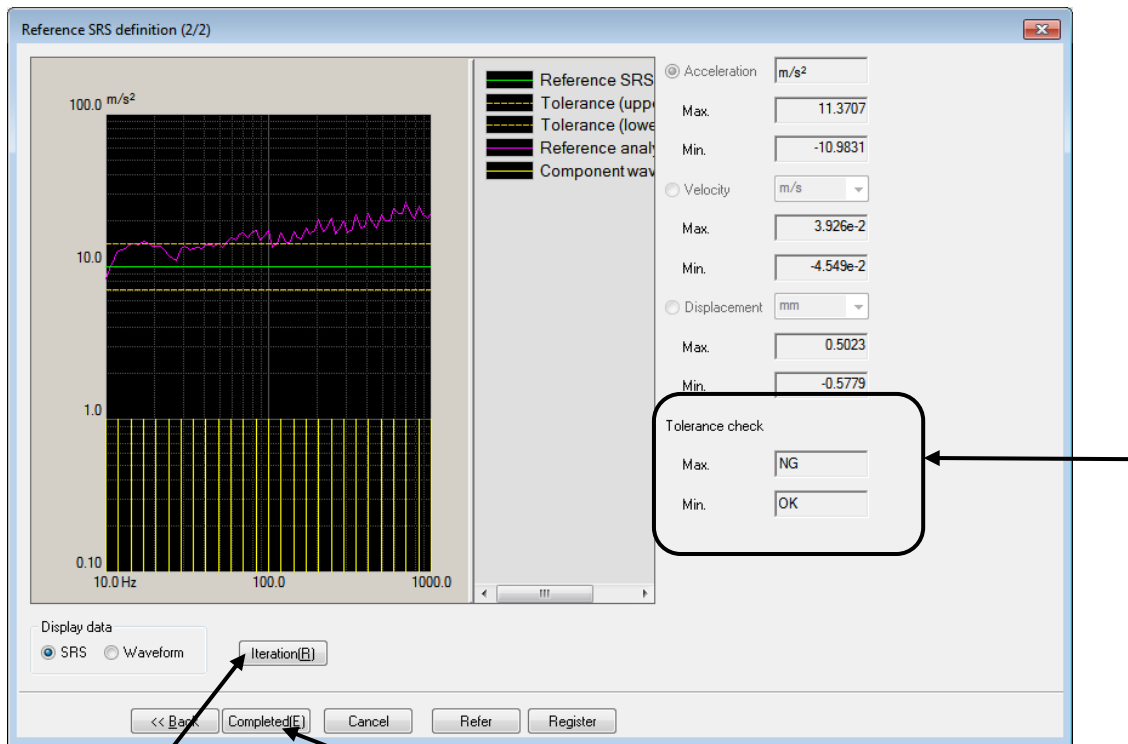 Reference SRS definition (2/2)
100.0 m/s²
10.0
1.0
0.10
10.0 Hz 100.0 1000.0
Reference SRS
Tolerance (uppe
Tolerance (lowe
Reference analy
Component wav
Acceleration m/s²
Max. 11.3707
Min. -10.9831
Velocity m/s
Max. 3.926e-2
Min. -4.549e-2
Displacement mm
Max. 0.5023
Min. -0.5779
Tolerance check
Max. NG
Min. OK
Display data
SRS Waveform Iteration(R)
<< Back Completed(E) Cancel Refer Register